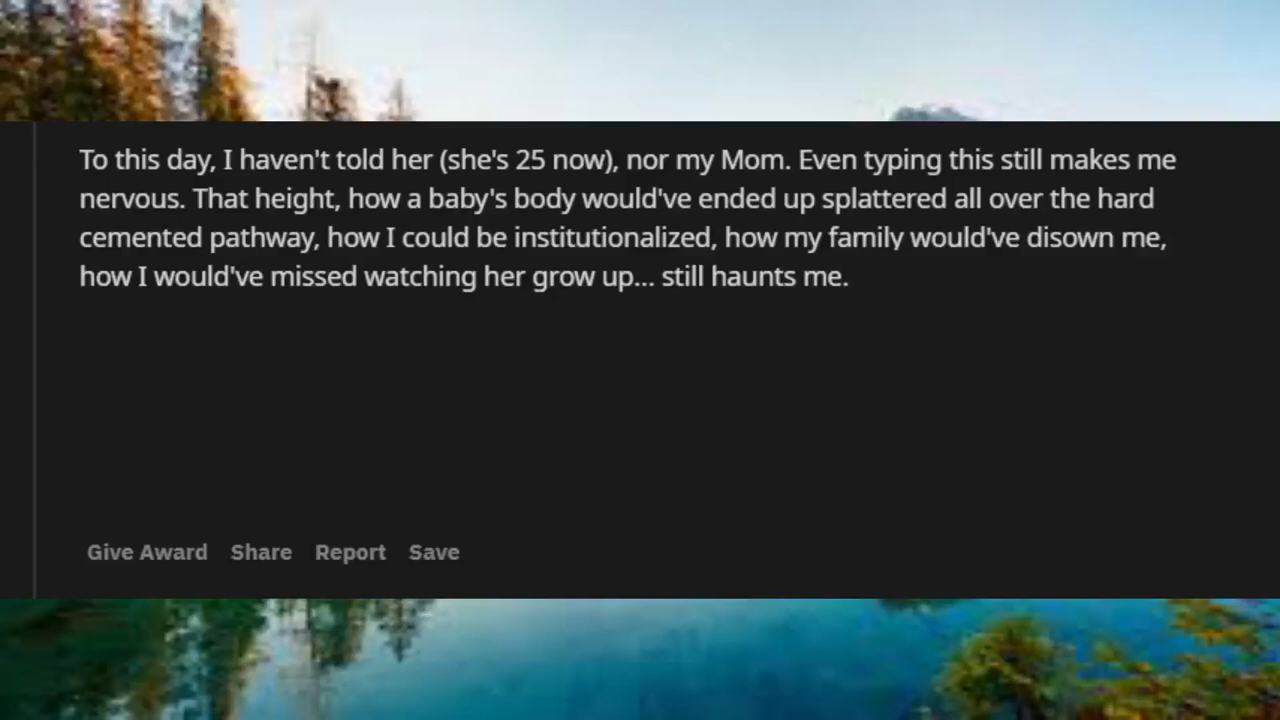 To this day, I haven't told her (she's 25 now), nor my Mom. Even typing this still makes me
nervous. That height, how a baby's body would've ended up splattered all over the hard
cemented pathway, how I could be institutionalized, how my family would've disown me,
how I would've missed watching her grow up... still haunts me.
Give Award Share Report Save